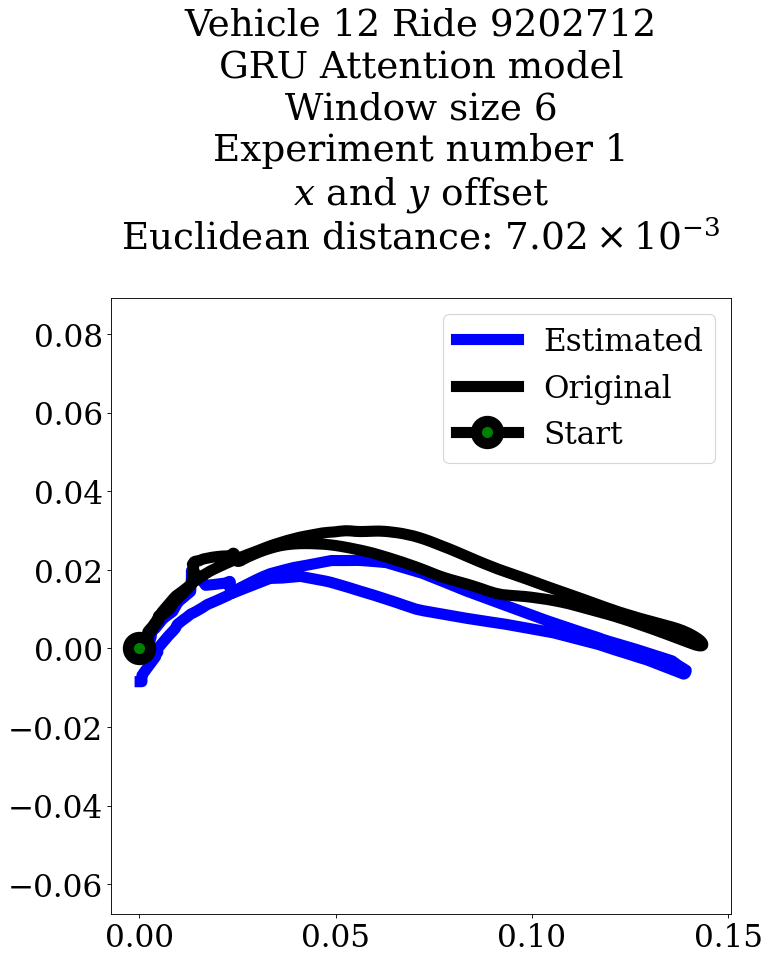 Vehicle 12 Ride 9202712
GRU Attention model
Window size 6
Experiment number 1
x and y offset
Euclidean distance: 7.02 × 10⁻³
Estimated
Original
Start
0.08
0.06
0.04
0.02
0.00
−0.02
−0.04
−0.06
0.00 0.05 0.10 0.15